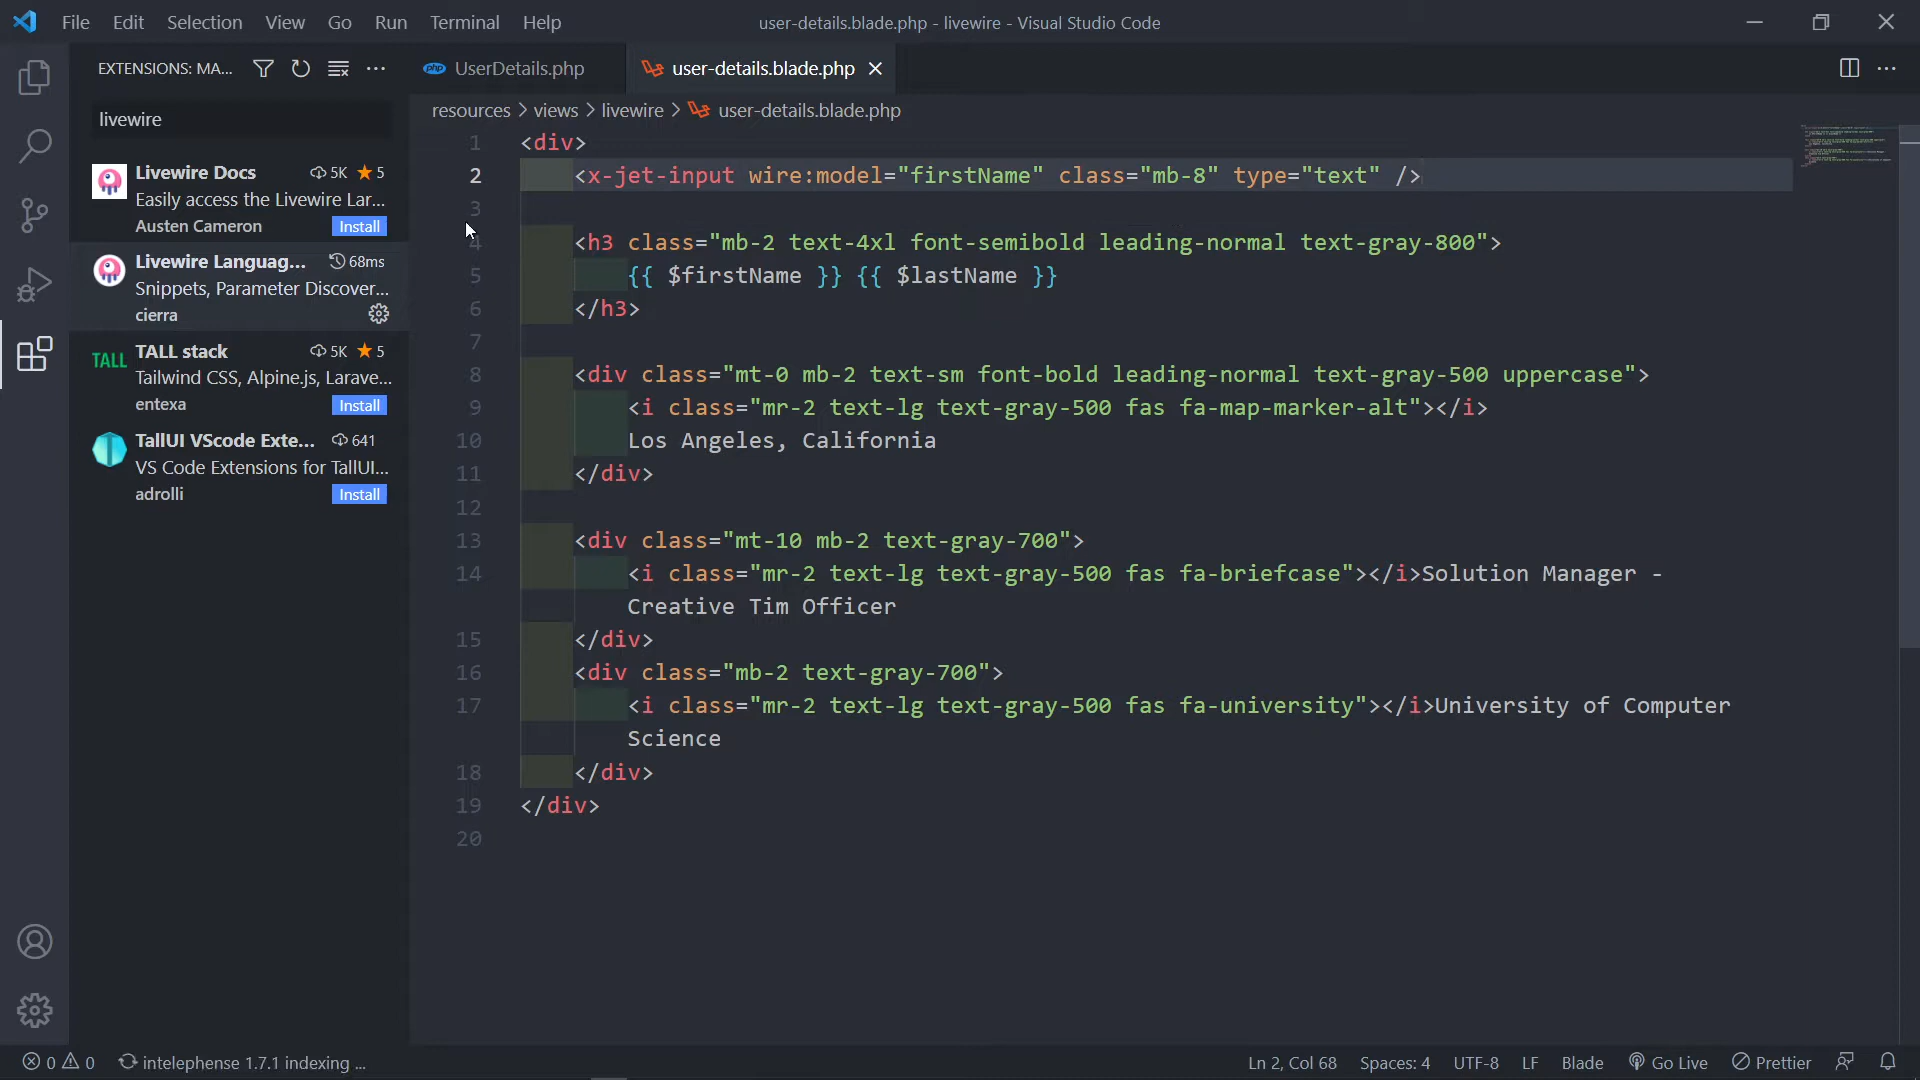 File Edit Selection View Go Run Terminal Help user-details.blade.php - livewire - Visual Studio Code
EXTENSIONS: MA...
livewire
Livewire Docs 5K 5
Easily access the Livewire Lar...
Austen Cameron Install
Livewire Languag... 68ms
Snippets, Parameter Discover...
cierra
TALL TALL stack 5K 5
Tailwind CSS, Alpine.js, Larave...
entexa Install
TallUI VScode Exte... 641
VS Code Extensions for TallUI...
adrolli Install
php UserDetails.php user-details.blade.php
resources > views > livewire > user-details.blade.php
1 <div>
2 <x-jet-input wire:model="firstName" class="mb-8" type="text" />
3
4 <h3 class="mb-2 text-4xl font-semibold leading-normal text-gray-800">
5 {{ $firstName }} {{ $lastName }}
6 </h3>
7
8 <div class="mt-0 mb-2 text-sm font-bold leading-normal text-gray-500 uppercase">
9 <i class="mr-2 text-lg text-gray-500 fas fa-map-marker-alt"></i>
10 Los Angeles, California
11 </div>
12
13 <div class="mt-10 mb-2 text-gray-700">
14 <i class="mr-2 text-lg text-gray-500 fas fa-briefcase"></i>Solution Manager -
Creative Tim Officer
15 </div>
16 <div class="mb-2 text-gray-700">
17 <i class="mr-2 text-lg text-gray-500 fas fa-university"></i>University of Computer
Science
18 </div>
19 </div>
20
0 0 intelephense 1.7.1 indexing ... Ln 2, Col 68 Spaces: 4 UTF-8 LF Blade Go Live Prettier